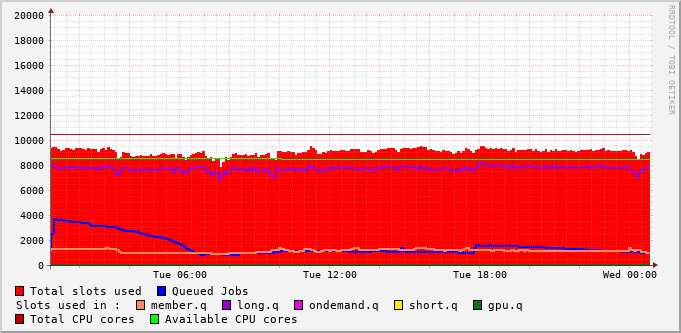 RRDTOOL / TOBI OETIKER
20000
18000
16000
14000
12000
10000
8000
6000
4000
2000
0
Tue 06:00 Tue 12:00 Tue 18:00 Wed 00:00
Total slots used Queued Jobs
Slots used in : member.q long.q ondemand.q short.q gpu.q
Total CPU cores Available CPU cores